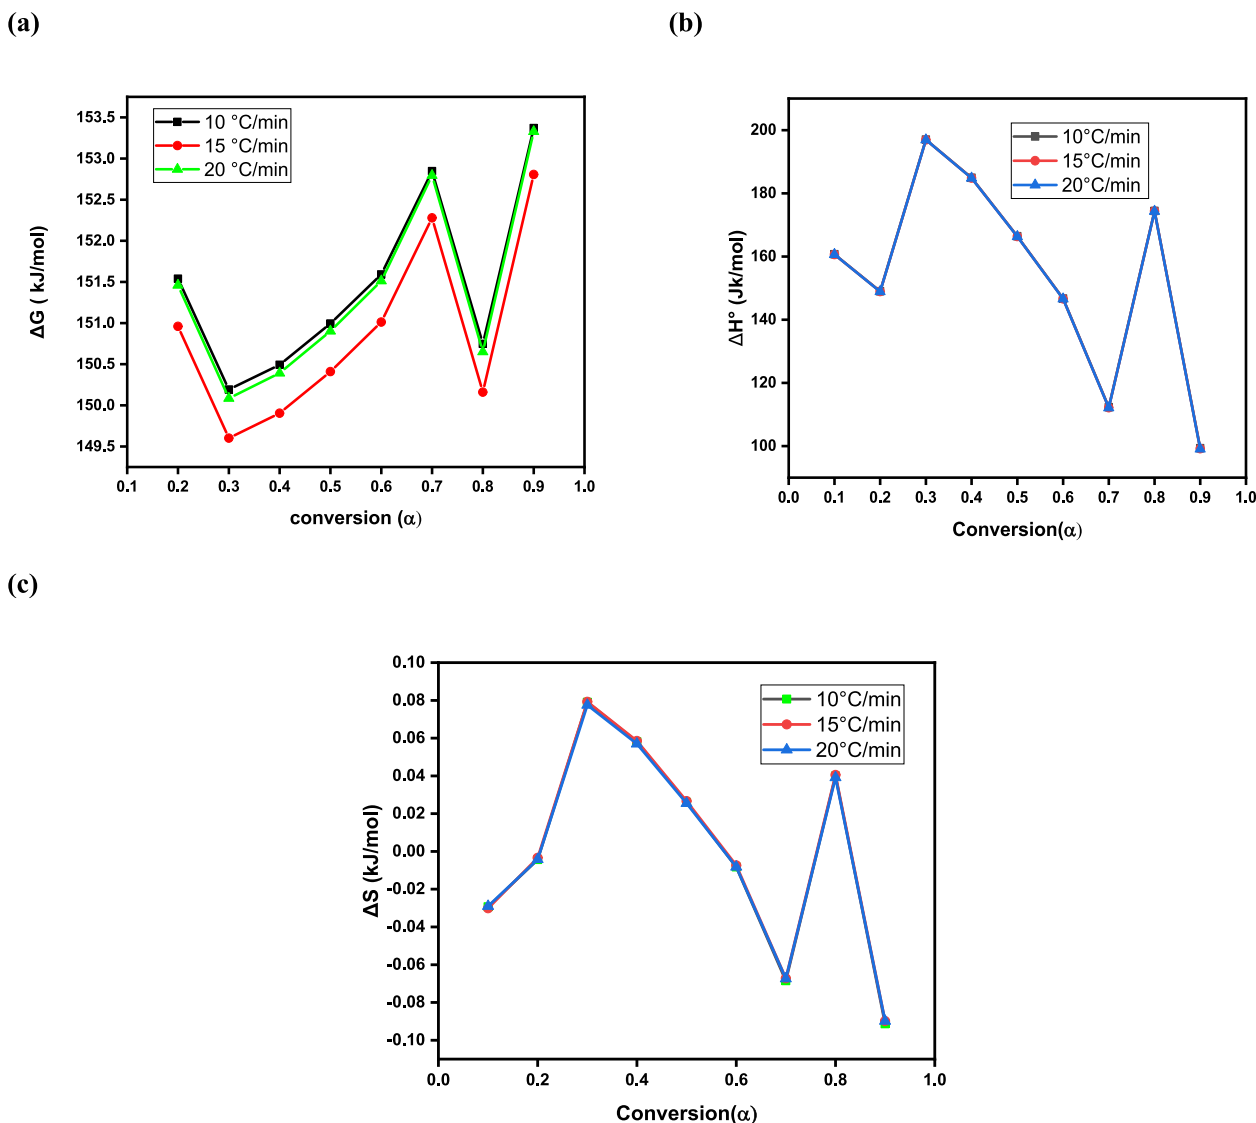 (a)
153.5
153.0
152.5
152.0
151.5
151.0
150.5
150.0
149.5
ΔG ( kJ/mol)
10 °C/min
15 °C/min
20 °C/min
0.1 0.2 0.3 0.4 0.5 0.6 0.7 0.8 0.9 1.0
conversion (α)
(b)
200
180
160
140
120
100
ΔH° (Jk/mol)
10°C/min
15°C/min
20°C/min
0.0 0.1 0.2 0.3 0.4 0.5 0.6 0.7 0.8 0.9 1.0
Conversion(α)
(c)
0.10
0.08
0.06
0.04
0.02
0.00
-0.02
-0.04
-0.06
-0.08
-0.10
ΔS (kJ/mol)
10°C/min
15°C/min
20°C/min
0.0 0.2 0.4 0.6 0.8 1.0
Conversion(α)